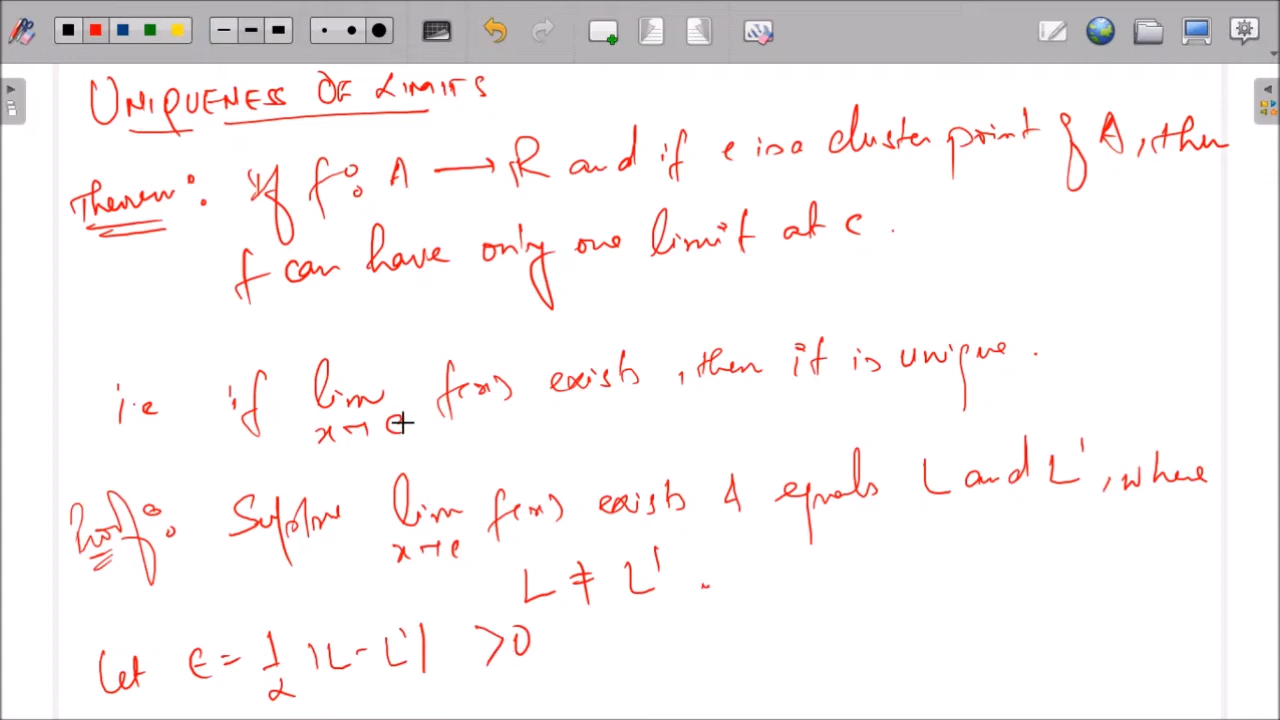 UNIQUENESS OF LIMITS
Theorem: If f: A → R and if c is a cluster point of A, then
f can have only one limit at c.
i.e if lim f(x) exists, then it is unique.
x→c
Proof: Suppose lim f(x) exists & equals L and L', where
x→c
L ≠ L'.
Let ε = 1/2 |L - L'| > 0